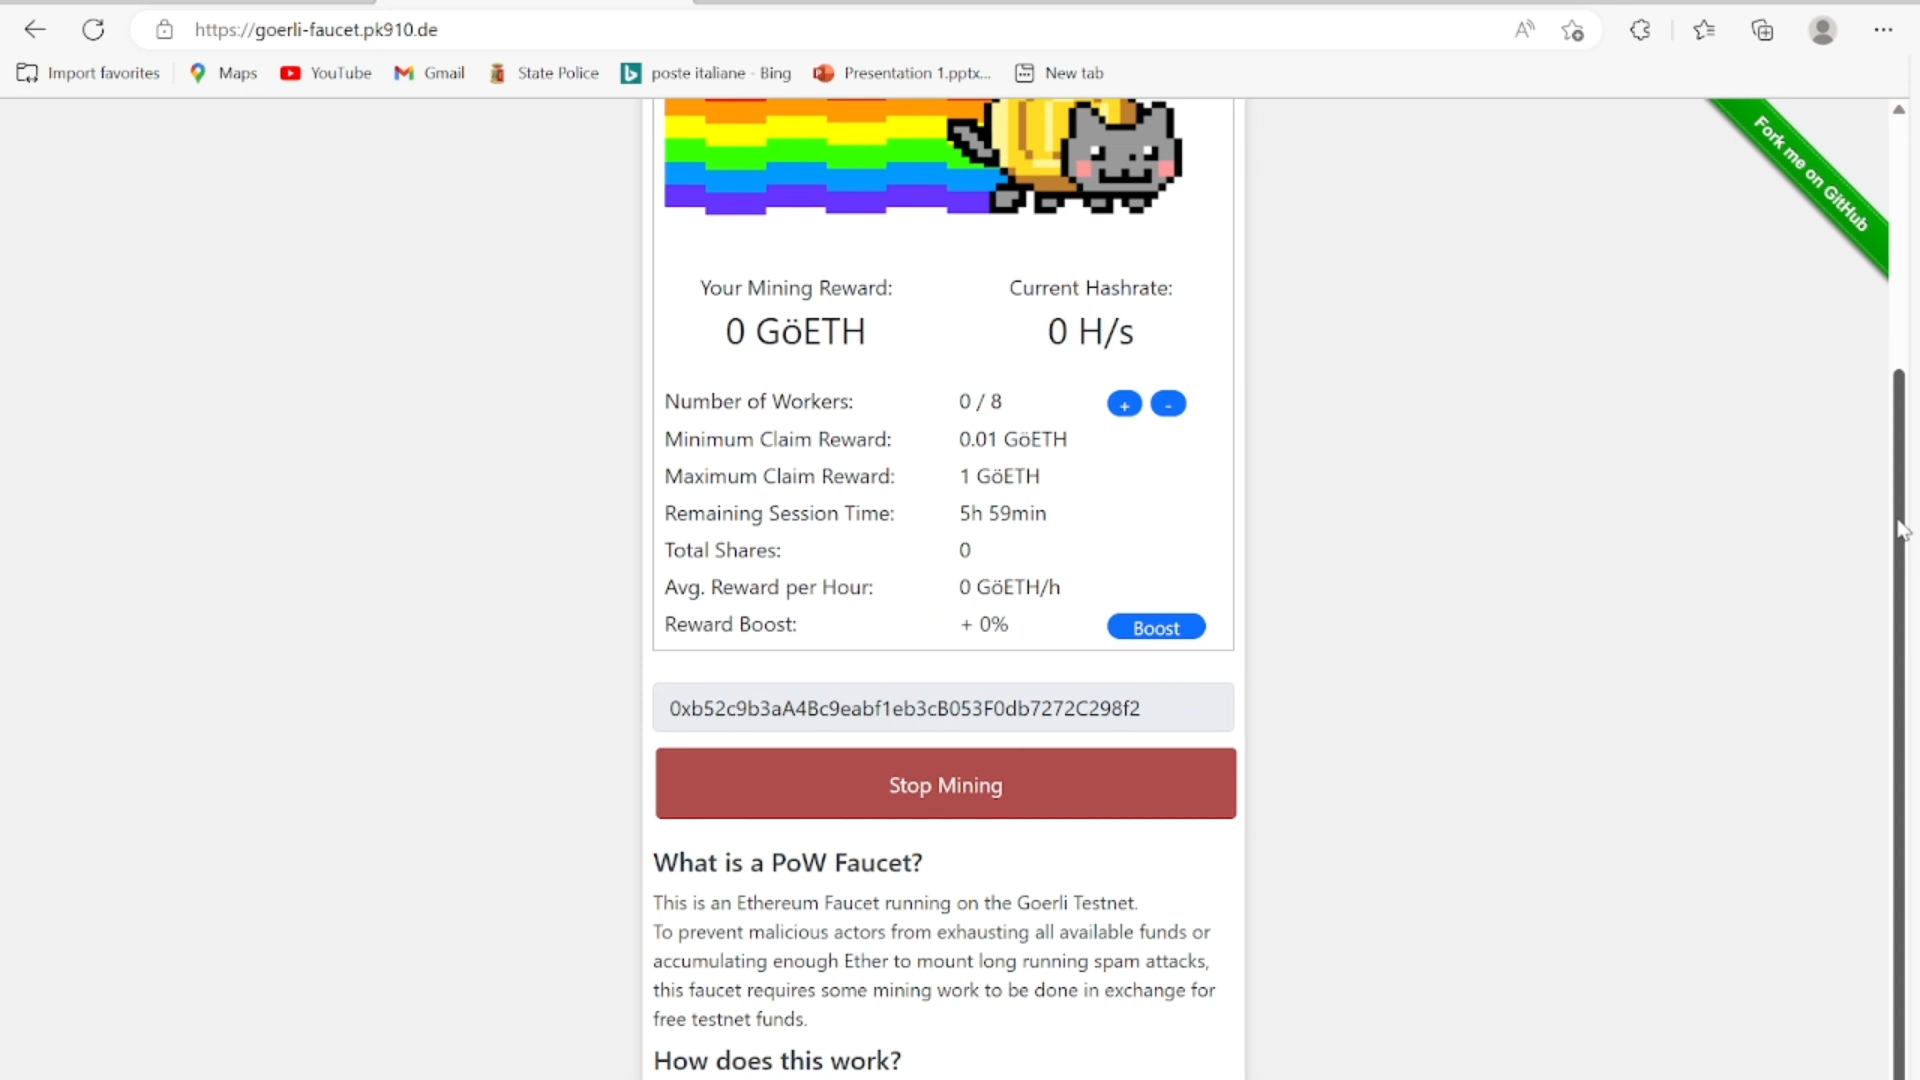 https://goerli-faucet.pk910.de
Import favorites Maps YouTube Gmail State Police poste italiane - Bing Presentation 1.pptx... New tab
Fork me on GitHub
Your Mining Reward: Current Hashrate:
0 GöETH 0 H/s
Number of Workers: 0 / 8 + -
Minimum Claim Reward: 0.01 GöETH
Maximum Claim Reward: 1 GöETH
Remaining Session Time: 5h 59min
Total Shares: 0
Avg. Reward per Hour: 0 GöETH/h
Reward Boost: + 0% Boost
0xb52c9b3aA4Bc9eabf1eb3cB053F0db7272C298f2
Stop Mining
What is a PoW Faucet?
This is an Ethereum Faucet running on the Goerli Testnet.
To prevent malicious actors from exhausting all available funds or
accumulating enough Ether to mount long running spam attacks,
this faucet requires some mining work to be done in exchange for
free testnet funds.
How does this work?